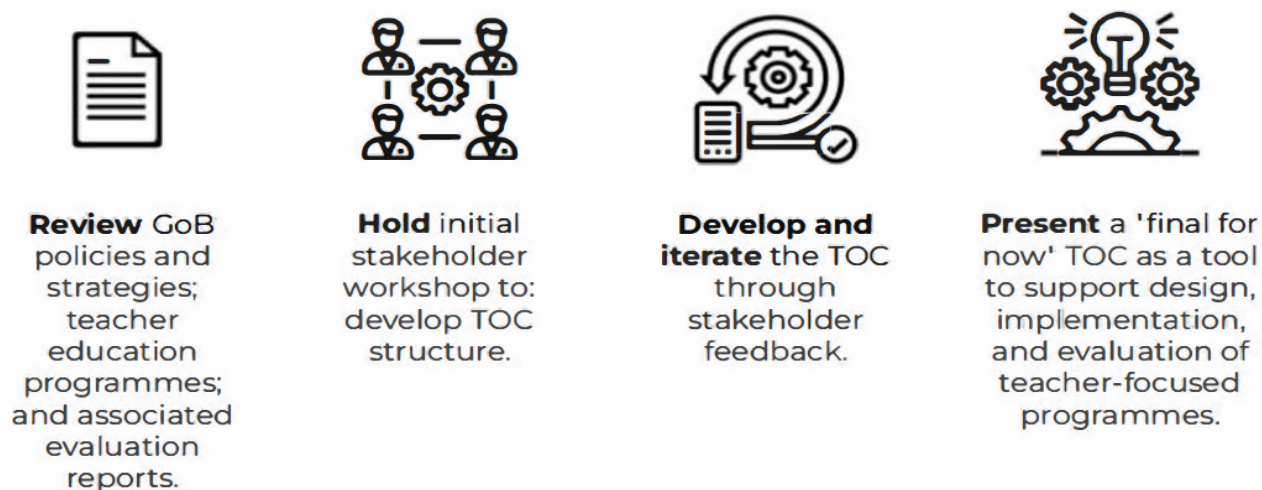 Review GoB
policies and
strategies;
teacher
education
programmes;
and associated
evaluation
reports.
Hold initial
stakeholder
workshop to:
develop TOC
structure.
Develop and
iterate the TOC
through
stakeholder
feedback.
Present a 'final for
now' TOC as a tool
to support design,
implementation,
and evaluation of
teacher-focused
programmes.